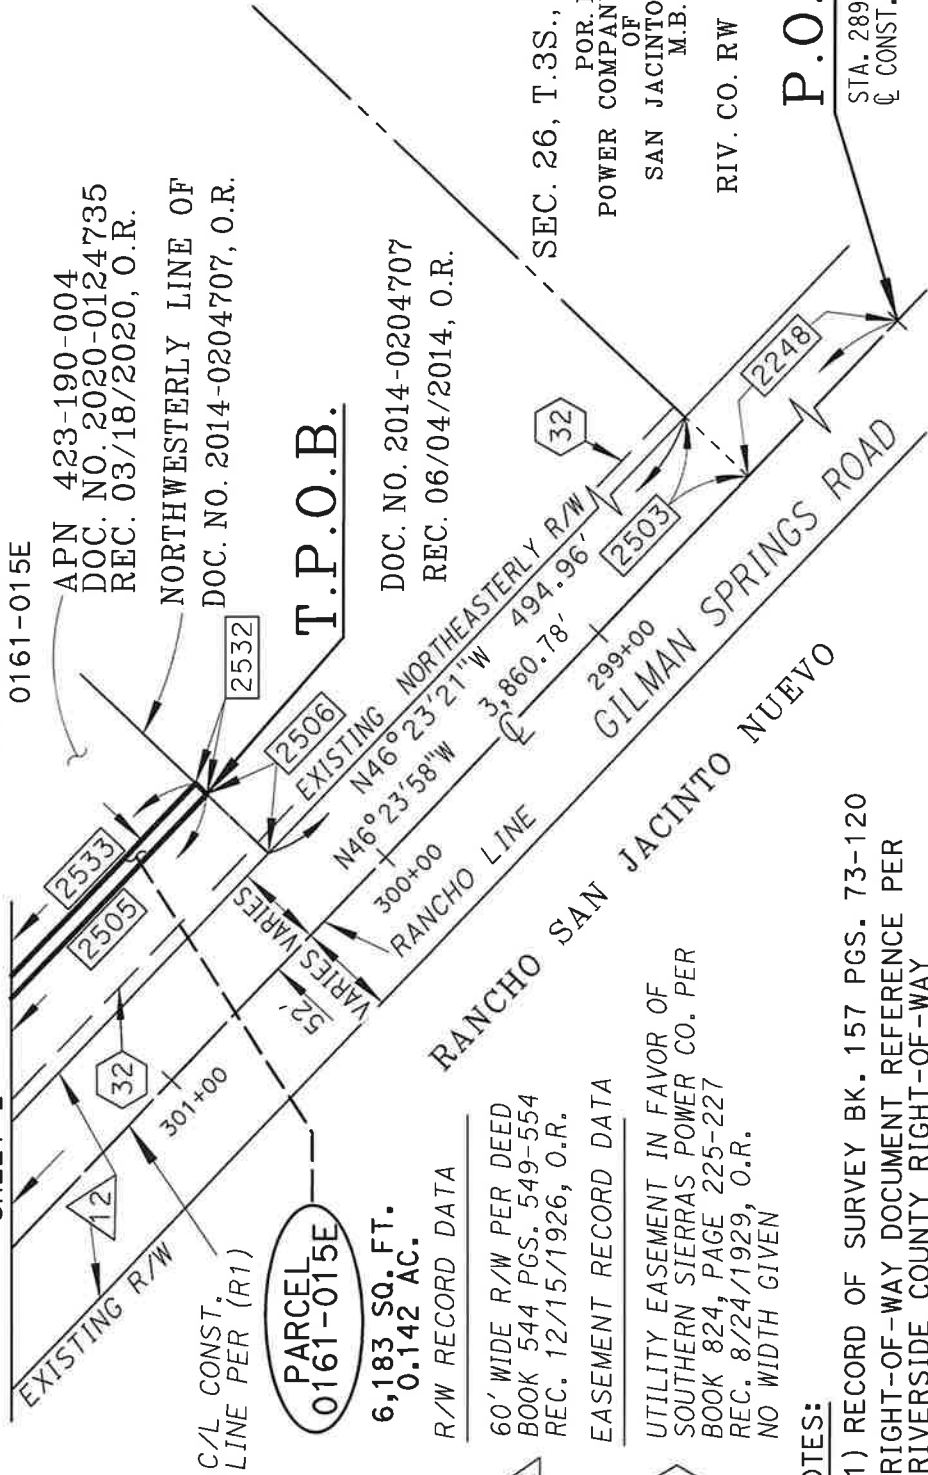 0161-015E
APN 423-190-004
DOC. NO. 2020-0124735
REC. 03/18/2020, O.R.
NORTHWESTERLY LINE OF
DOC. NO. 2014-0204707, O.R.
T.P.O.B.
DOC. NO. 2014-0204707
REC. 06/04/2014, O.R.
SEC. 26, T.3S.,
POR.
POWER COMPAN
OF
SAN JACINTO
M.B.
RIV. CO. RW
P.O.
STA. 289
℄ CONST.
2532
2506
2533
2505
2503
2248
32
EXISTING NORTHEASTERLY R/W
N46°23'21"W 494.96'
N46°23'58"W 3,860.78'
℄
299+00
300+00
301+00
GILMAN SPRINGS ROAD
RANCHO LINE
RANCHO SAN JACINTO NUEVO
VARIES
VARIES
52'
32
12
EXISTING R/W
C/L CONST.
LINE PER (R1)
PARCEL
0161-015E
6,183 SQ. FT.
0.142 AC.
R/W RECORD DATA
60' WIDE R/W PER DEED
BOOK 544 PGS. 549-554
REC. 12/15/1926, O.R.
EASEMENT RECORD DATA
UTILITY EASEMENT IN FAVOR OF
SOUTHERN SIERRAS POWER CO. PER
BOOK 824, PAGE 225-227
REC. 8/24/1929, O.R.
NO WIDTH GIVEN
OTES:
1) RECORD OF SURVEY BK. 157 PGS. 73-120
RIGHT-OF-WAY DOCUMENT REFERENCE PER
RIVERSIDE COUNTY RIGHT-OF-WAY